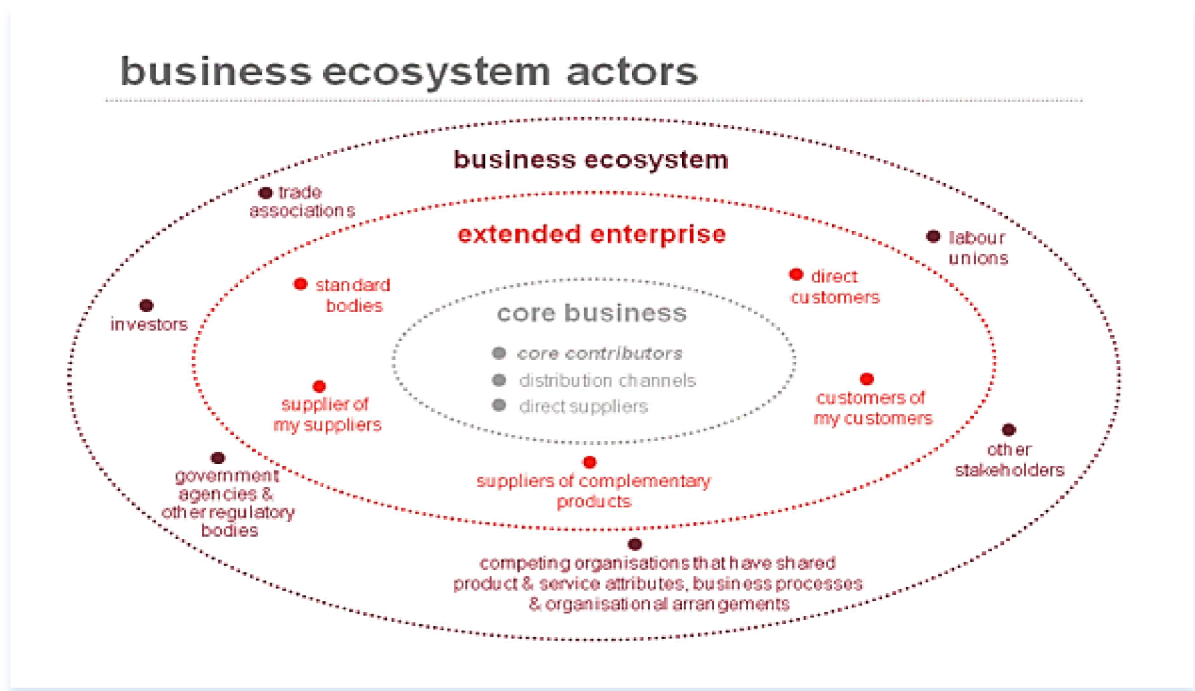 business ecosystem actors
business ecosystem
trade
associations
labour
unions
extended enterprise
standard
bodies
direct
customers
investors
core business
core contributors
distribution channels
direct suppliers
supplier of
my suppliers
customers of
my customers
other
stakeholders
government
agencies &
other regulatory
bodies
suppliers of complementary
products
competing organisations that have shared
product & service attributes, business processes
& organisational arrangements